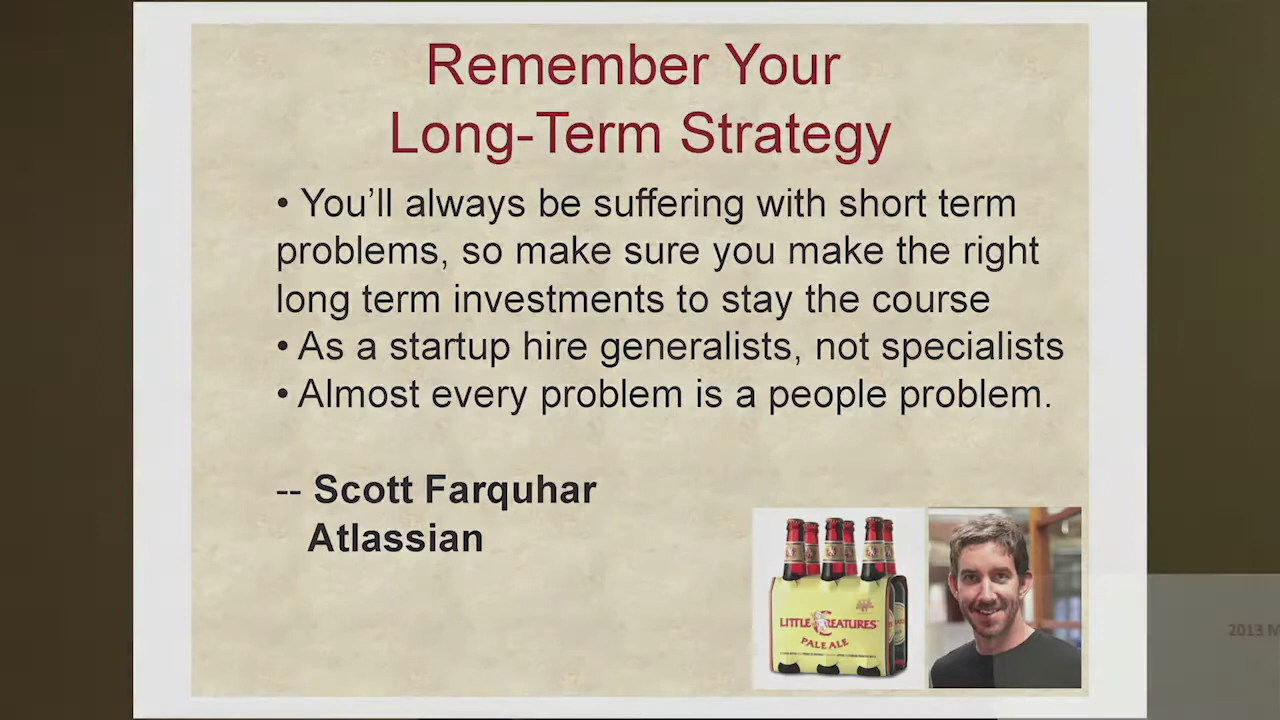 Remember Your
Long-Term Strategy
• You'll always be suffering with short term
problems, so make sure you make the right
long term investments to stay the course
• As a startup hire generalists, not specialists
• Almost every problem is a people problem.
-- Scott Farquhar
Atlassian
LITTLE CREATURES
PALE ALE
2013 M